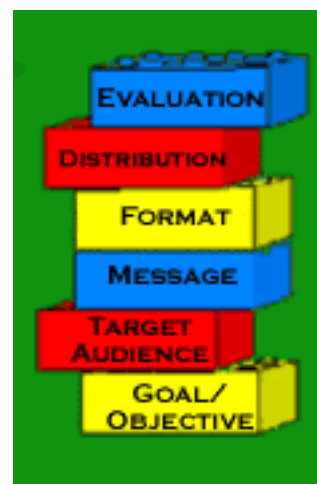 EVALUATION
DISTRIBUTION
FORMAT
MESSAGE
TARGET
AUDIENCE
GOAL/
OBJECTIVE